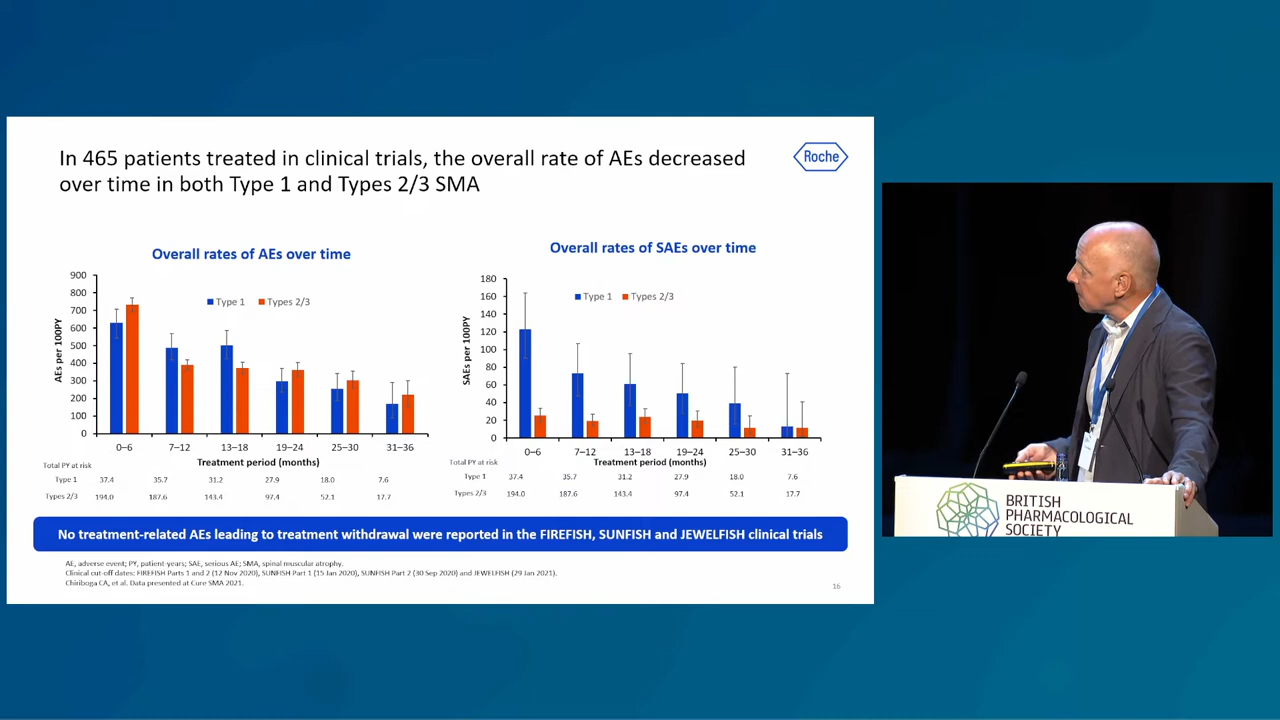 In 465 patients treated in clinical trials, the overall rate of AEs decreased
over time in both Type 1 and Types 2/3 SMA
Roche
Overall rates of AEs over time
AEs per 100PY
900
800
700
600
500
400
300
200
100
0
Type 1
Types 2/3
0–6
7–12
13–18
19–24
25–30
31–36
Treatment period (months)
Total PY at risk
Type 1 37.4 35.7 31.2 27.9 18.0 7.6
Types 2/3 194.0 187.6 143.4 97.4 52.1 17.7
Overall rates of SAEs over time
SAEs per 100PY
180
160
140
120
100
80
60
40
20
0
Type 1
Types 2/3
0–6
7–12
13–18
19–24
25–30
31–36
Treatment period (months)
Total PY at risk
Type 1 37.4 35.7 31.2 27.9 18.0 7.6
Types 2/3 194.0 187.6 143.4 97.4 52.1 17.7
No treatment-related AEs leading to treatment withdrawal were reported in the FIREFISH, SUNFISH and JEWELFISH clinical trials
AE, adverse event; PY, patient-years; SAE, serious AE; SMA, spinal muscular atrophy.
Clinical cut-off dates: FIREFISH Parts 1 and 2 (12 Nov 2020), SUNFISH Part 1 (15 Jan 2020), SUNFISH Part 2 (30 Sep 2020) and JEWELFISH (29 Jan 2021).
Chiriboga CA, et al. Data presented at Cure SMA 2021.
16
BRITISH
PHARMACOLOGICAL
SOCIETY